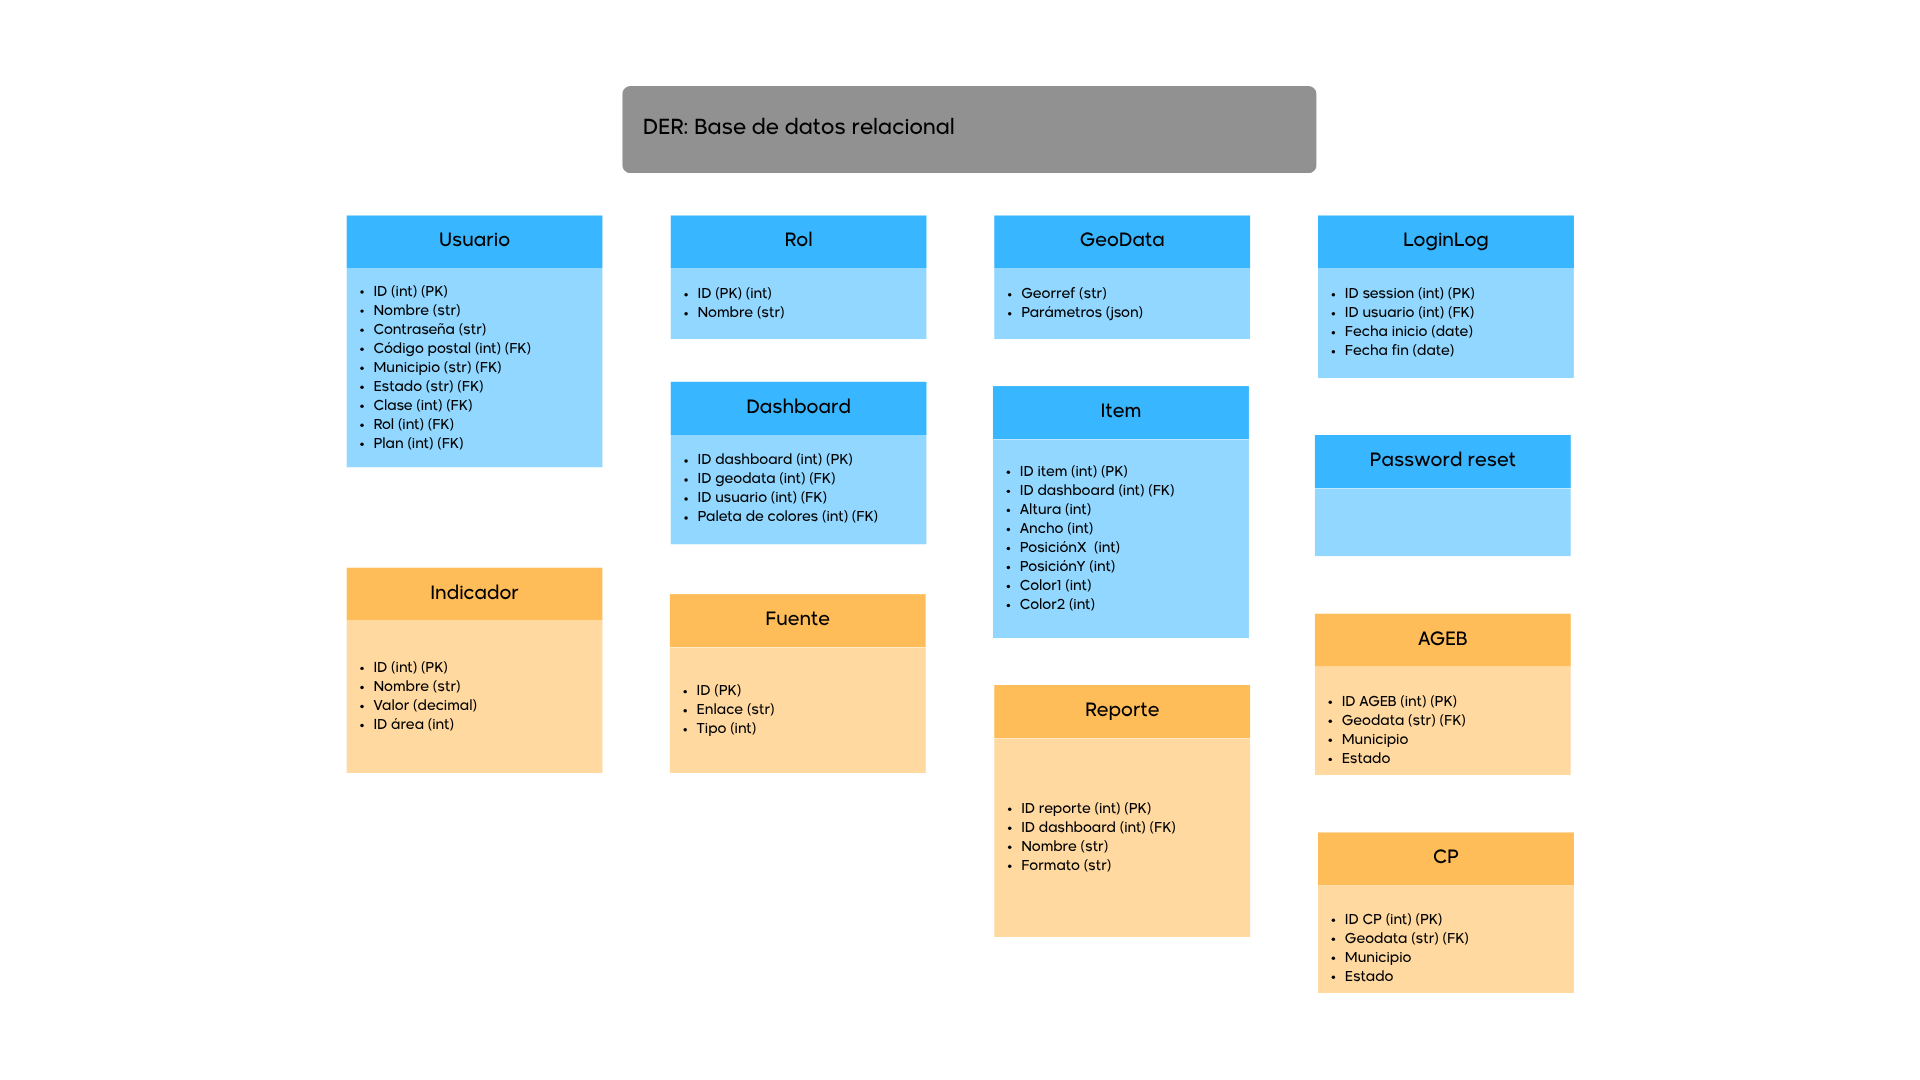 DER: Base de datos relacional
Usuario
ID (int) (PK)
Nombre (str)
Contraseña (str)
Código postal (int) (FK)
Municipio (str) (FK)
Estado (str) (FK)
Clase (int) (FK)
Rol (int) (FK)
Plan (int) (FK)
Rol
ID (PK) (int)
Nombre (str)
GeoData
Georref (str)
Parámetros (json)
LoginLog
ID session (int) (PK)
ID usuario (int) (FK)
Fecha inicio (date)
Fecha fin (date)
Dashboard
ID dashboard (int) (PK)
ID geodata (int) (FK)
ID usuario (int) (FK)
Paleta de colores (int) (FK)
Item
ID item (int) (PK)
ID dashboard (int) (FK)
Altura (int)
Ancho (int)
PosiciónX (int)
PosiciónY (int)
Color1 (int)
Color2 (int)
Password reset
Indicador
ID (int) (PK)
Nombre (str)
Valor (decimal)
ID área (int)
Fuente
ID (PK)
Enlace (str)
Tipo (int)
Reporte
ID reporte (int) (PK)
ID dashboard (int) (FK)
Nombre (str)
Formato (str)
AGEB
ID AGEB (int) (PK)
Geodata (str) (FK)
Municipio
Estado
CP
ID CP (int) (PK)
Geodata (str) (FK)
Municipio
Estado